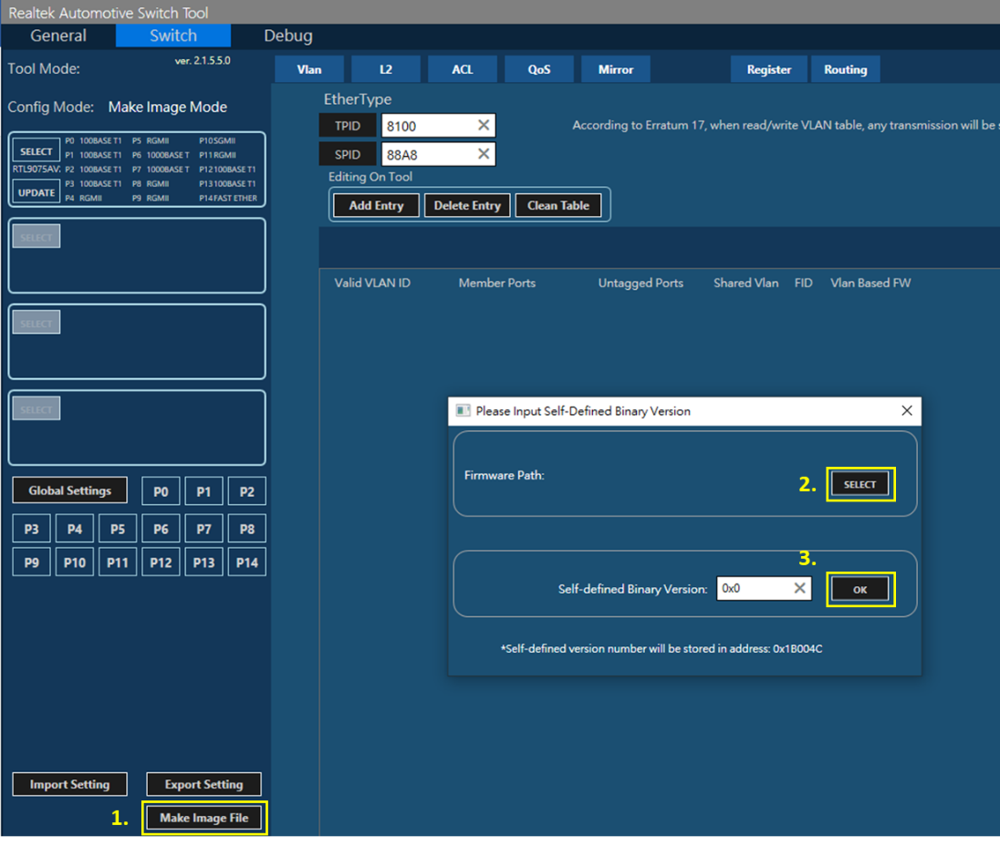 Realtek Automotive Switch Tool
General Switch Debug
Tool Mode: ver. 2.1.5.5.0
Vlan L2 ACL QoS Mirror Register Routing
Config Mode: Make Image Mode
SELECT
RTL9075AV
UPDATE
P0 100BASE T1 P5 RGMII P10SGMII
P1 100BASE T1 P6 1000BASE T P11RGMII
P2 100BASE T1 P7 1000BASE T P12100BASE T1
P3 100BASE T1 P8 RGMII P13100BASE T1
P4 RGMII P9 RGMII P14FAST ETHER
SELECT
SELECT
SELECT
Global Settings P0 P1 P2
P3 P4 P5 P6 P7 P8
P9 P10 P11 P12 P13 P14
Import Setting Export Setting
1. Make Image File
EtherType
TPID 8100
SPID 88A8
According to Erratum 17, when read/write VLAN table, any transmission will be
Editing On Tool
Add Entry Delete Entry Clean Table
Valid VLAN ID Member Ports Untagged Ports Shared Vlan FID Vlan Based FW
Please Input Self-Defined Binary Version
Firmware Path: 2. SELECT
3.
Self-defined Binary Version: 0x0 OK
*Self-defined version number will be stored in address: 0x1B004C